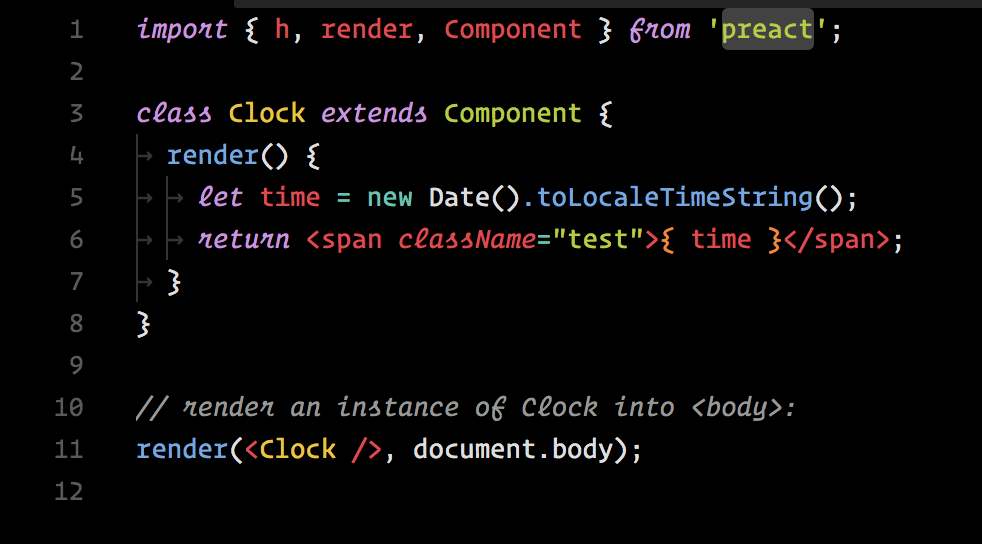 1 import { h, render, Component } from 'preact';
2
3 class Clock extends Component {
4 render() {
5 let time = new Date().toLocaleTimeString();
6 return <span className="test">{ time }</span>;
7 }
8 }
9
10 // render an instance of Clock into <body>:
11 render(<Clock />, document.body);
12